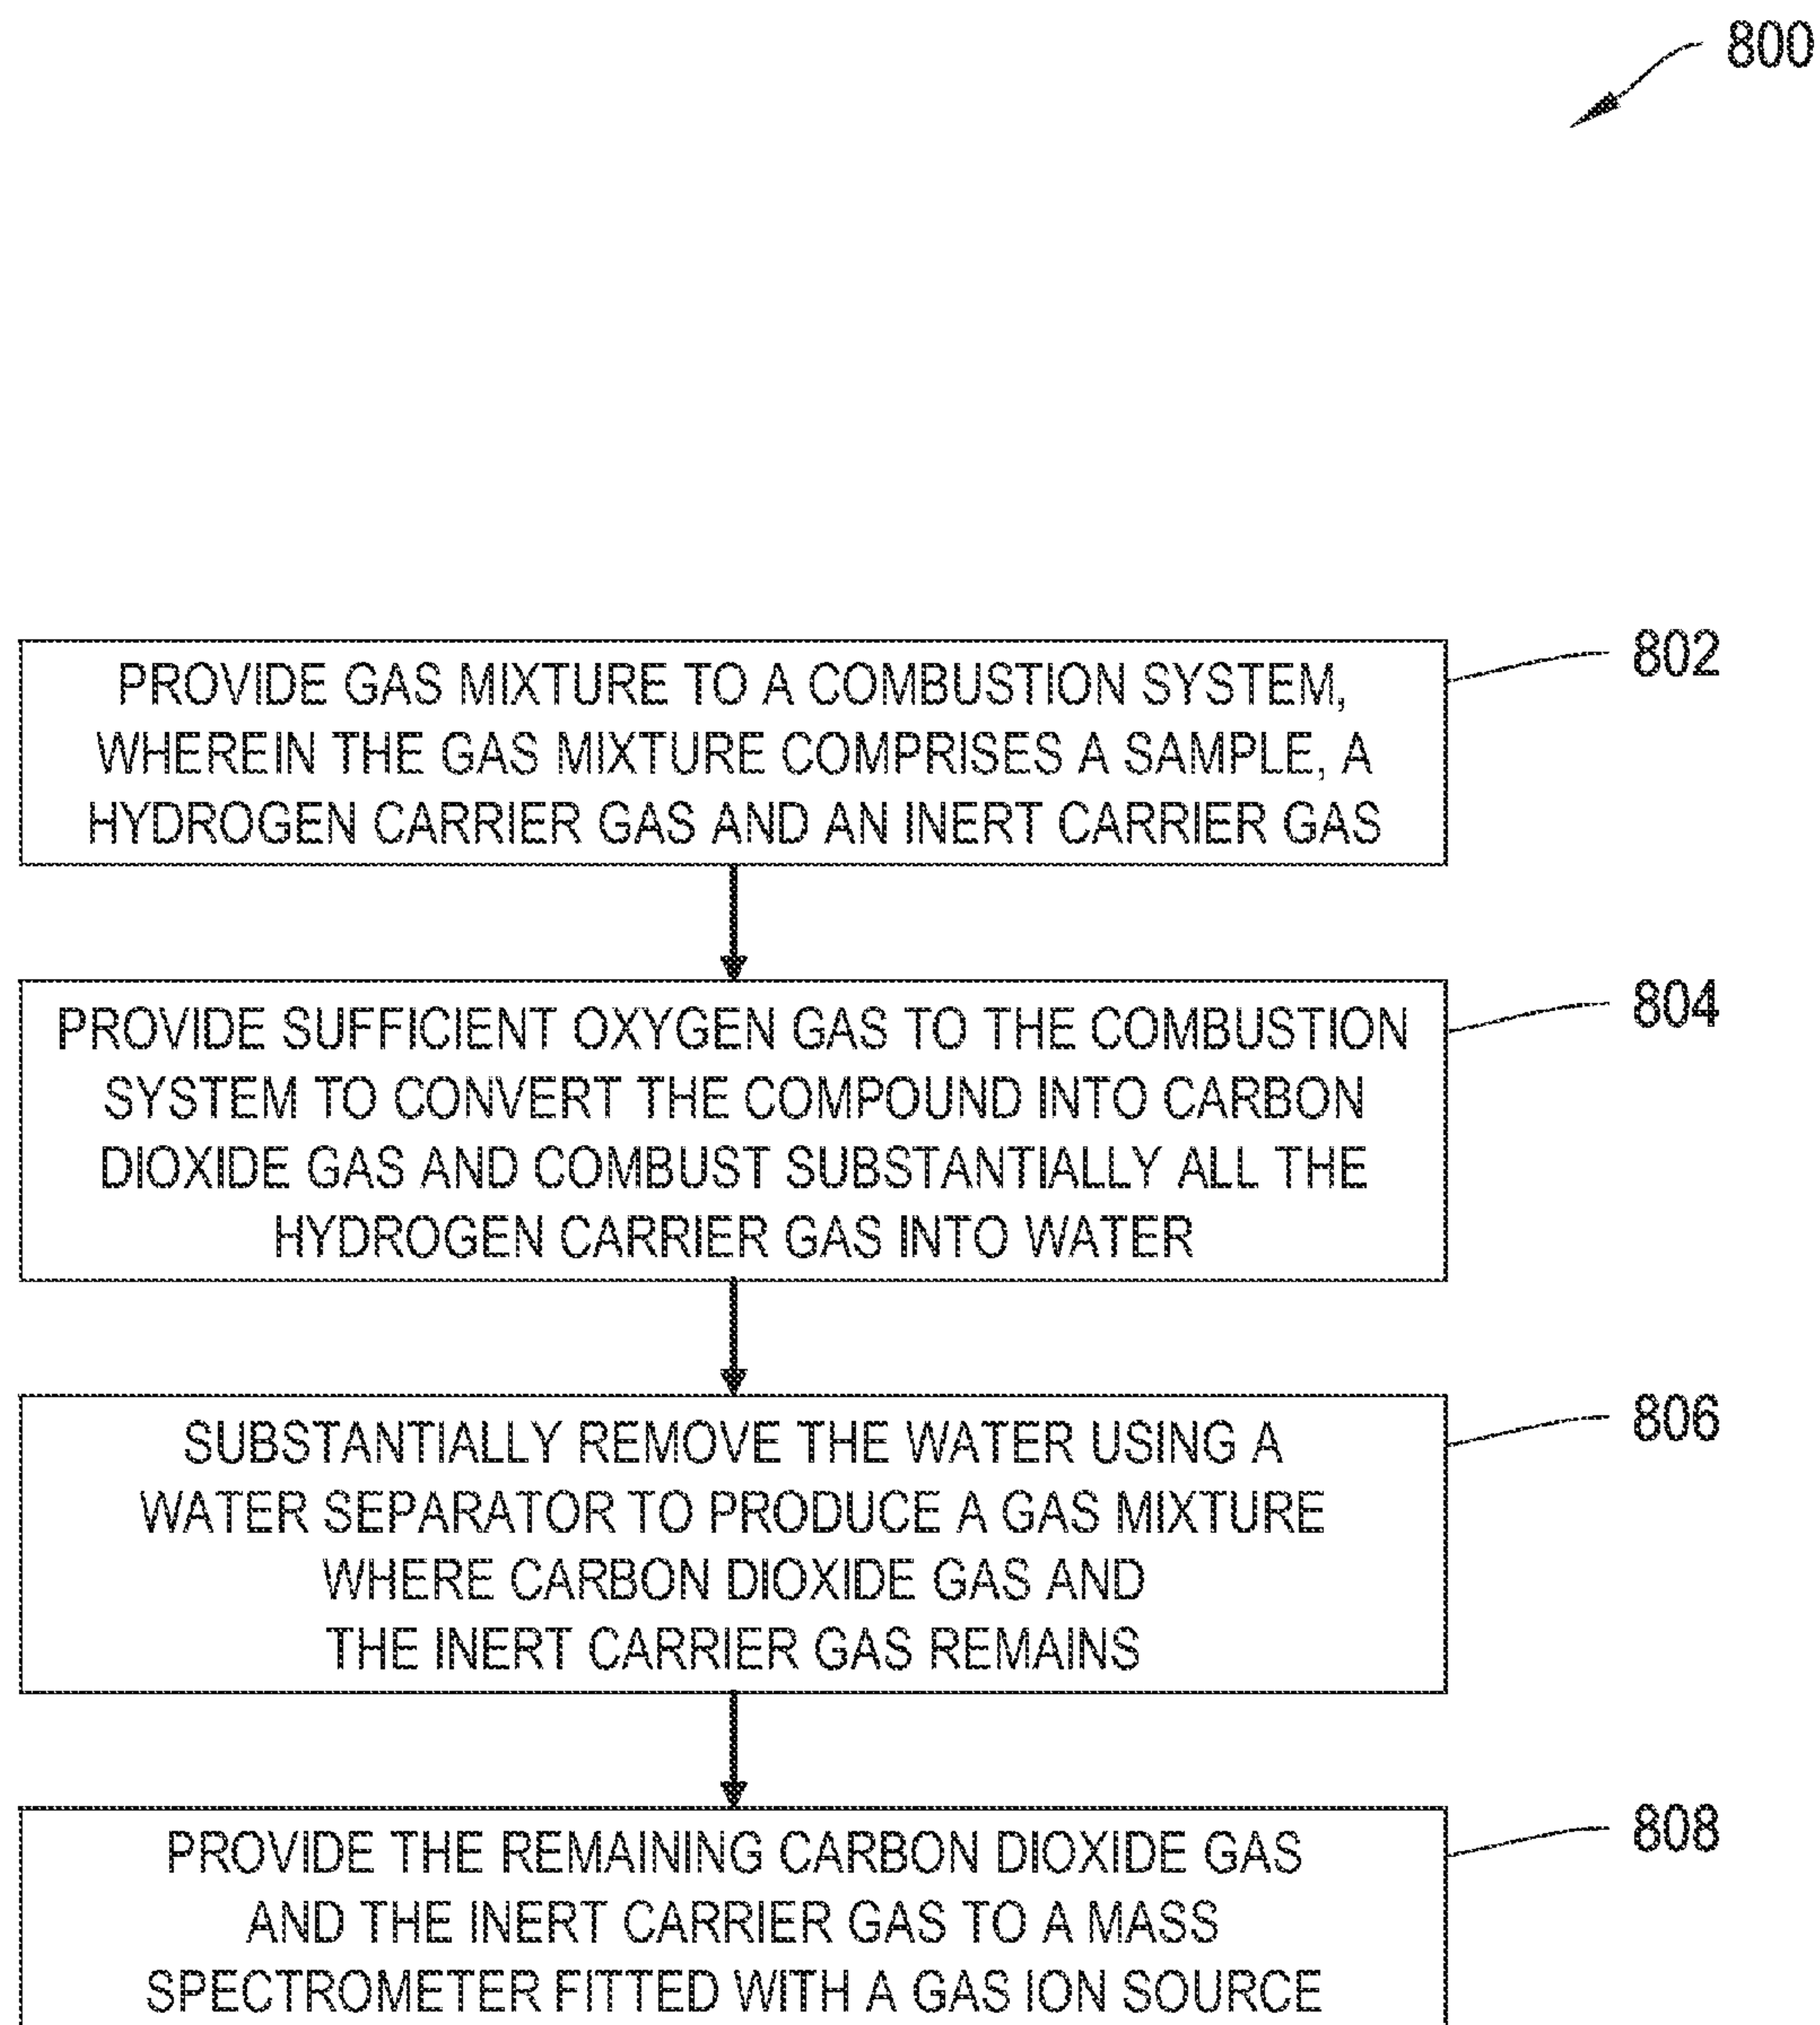 800
PROVIDE GAS MIXTURE TO A COMBUSTION SYSTEM,
WHEREIN THE GAS MIXTURE COMPRISES A SAMPLE, A
HYDROGEN CARRIER GAS AND AN INERT CARRIER GAS
802
PROVIDE SUFFICIENT OXYGEN GAS TO THE COMBUSTION
SYSTEM TO CONVERT THE COMPOUND INTO CARBON
DIOXIDE GAS AND COMBUST SUBSTANTIALLY ALL THE
HYDROGEN CARRIER GAS INTO WATER
804
SUBSTANTIALLY REMOVE THE WATER USING A
WATER SEPARATOR TO PRODUCE A GAS MIXTURE
WHERE CARBON DIOXIDE GAS AND
THE INERT CARRIER GAS REMAINS
806
PROVIDE THE REMAINING CARBON DIOXIDE GAS
AND THE INERT CARRIER GAS TO A MASS
SPECTROMETER FITTED WITH A GAS ION SOURCE
808